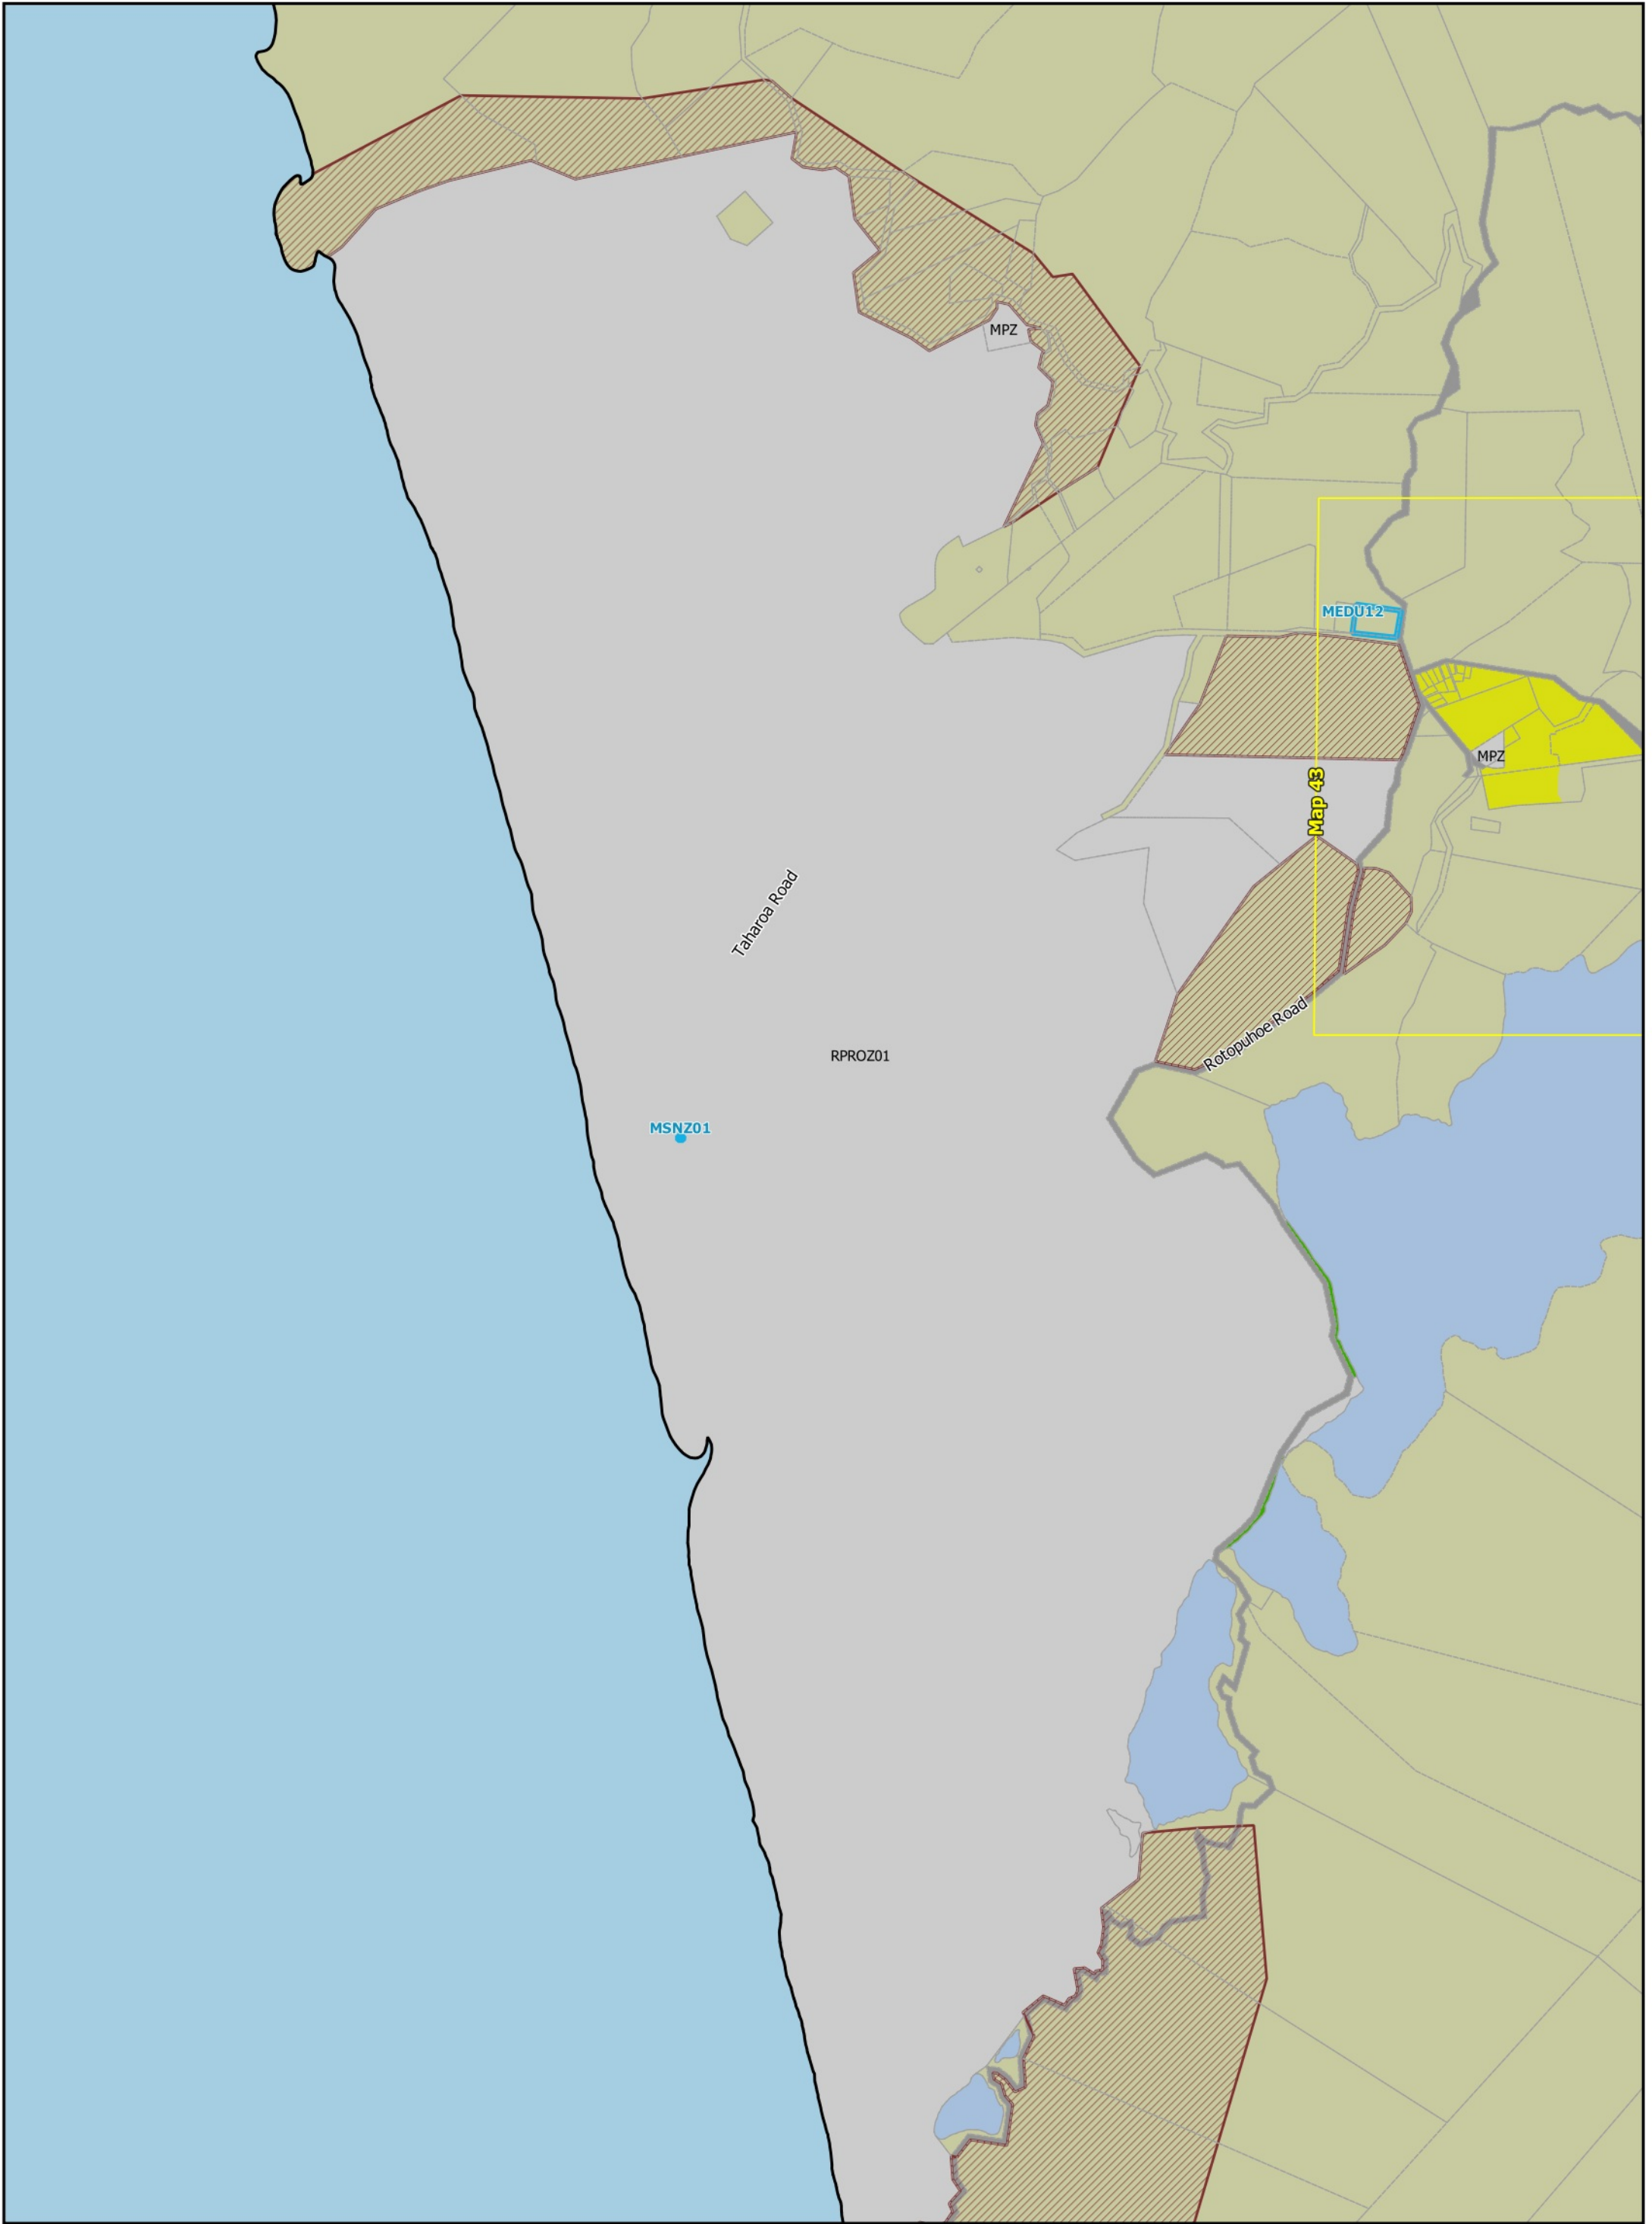 MPZ
MEDU12
MPZ
Map 43
Taharoa Road
Rotopuhoe Road
RPROZ01
MSNZ01